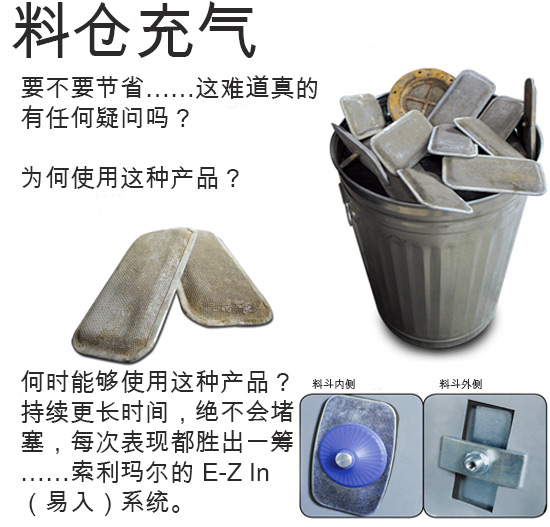 料仓充气
要不要节省……这难道真的
有任何疑问吗？
为何使用这种产品？
何时能够使用这种产品？
持续更长时间，绝不会堵
塞，每次表现都胜出一筹
……索利玛尔的 E-Z In
（易入）系统。
料斗内侧
料斗外侧